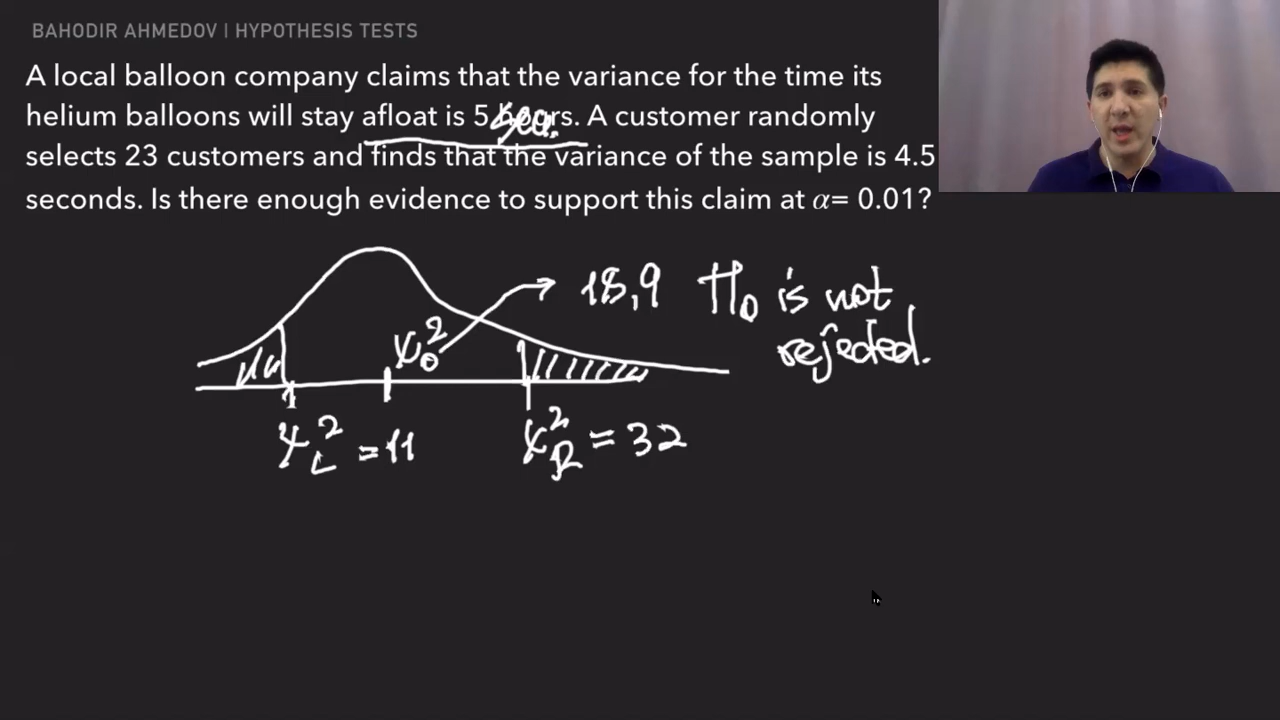 BAHODIR AHMEDOV | HYPOTHESIS TESTS
A local balloon company claims that the variance for the time its
helium balloons will stay afloat is 5 hours. A customer randomly
sec.
selects 23 customers and finds that the variance of the sample is 4.5
seconds. Is there enough evidence to support this claim at α= 0.01?
χ₀² 18,9 H₀ is not
rejected.
χ²L =11 χ²R = 32